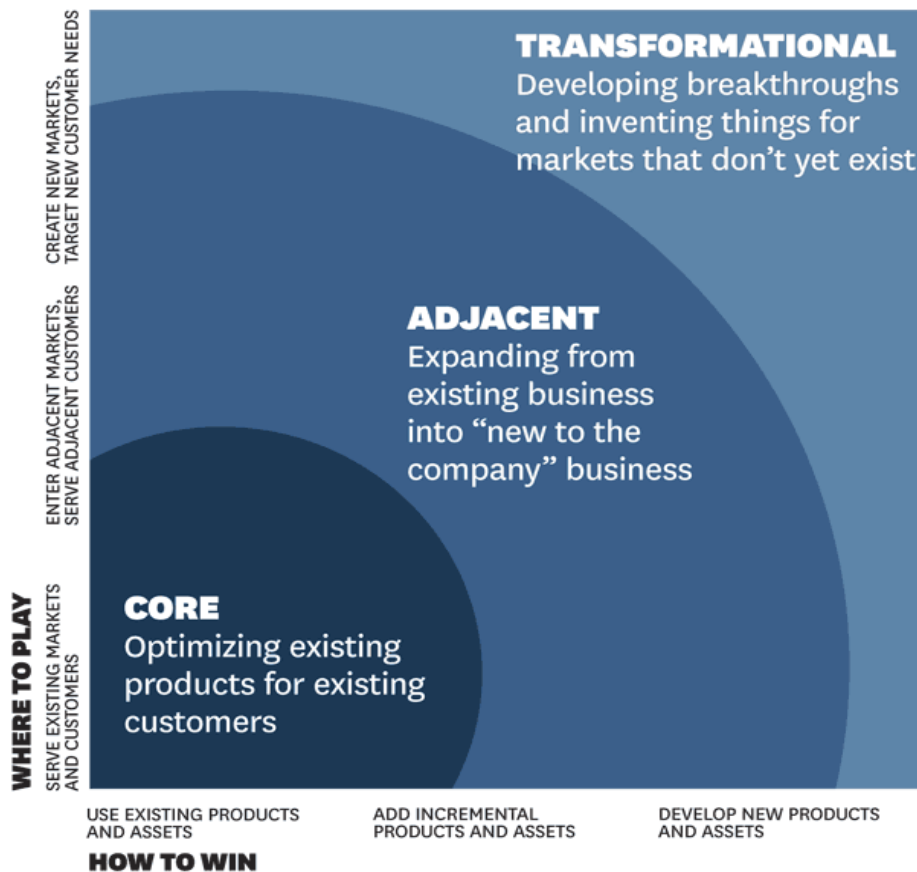 TRANSFORMATIONAL
Developing breakthroughs
and inventing things for
markets that don’t yet exist
ADJACENT
Expanding from
existing business
into “new to the
company” business
CORE
Optimizing existing
products for existing
customers
WHERE TO PLAY
CREATE NEW MARKETS,
TARGET NEW CUSTOMER NEEDS
ENTER ADJACENT MARKETS,
SERVE ADJACENT CUSTOMERS
SERVE EXISTING MARKETS
AND CUSTOMERS
USE EXISTING PRODUCTS
AND ASSETS
ADD INCREMENTAL
PRODUCTS AND ASSETS
DEVELOP NEW PRODUCTS
AND ASSETS
HOW TO WIN